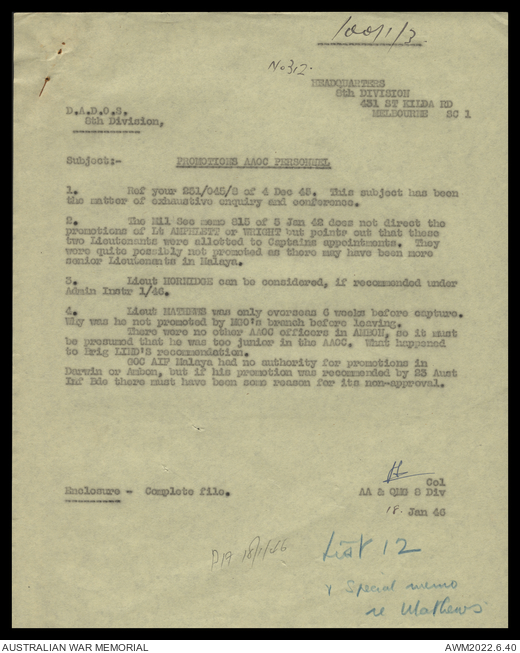 100/1/3
No312.
HEADQUARTERS
8th DIVISION
431 ST KILDA RD
MELBOURNE SC 1
D.A.D.O.S.
8th Division,
Subject:- PROMOTIONS AAOC PERSONNEL
1. Ref your 251/045/8 of 4 Dec 45. This subject has been
the matter of exhaustive enquiry and conference.
2. The Mil Sec memo 815 of 5 Jan 42 does not direct the
promotions of Lt AMPHLETT or WRIGHT but points out that these
two Lieutenants were allotted to Captains appointments. They
were quite possibly not promoted as there may have been more
senior Lieutenants in Malaya.
3. Lieut can be considered, if recommended under
Admin Instr 1/46.
4. Lieut MATHEWS was only overseas 6 weeks before capture.
Why was he not promoted by MGO's branch before leaving.
There were no other AAOC officers in AMBON, so it must
be presumed that he was too junior in the AAOC. What happened
to Brig LIND'S recommendation.
GOC AIF Malaya had no authority for promotions in
Darwin or Ambon, but if his promotion was recommended by 23 Aust
Inf Bde there must have been some reason for its non-approval.
Col
Enclosure - Complete file. AA & QMG 8 Div
18. Jan 46
List 12
P19 18/1/46
& Special memo
re Mathews
AUSTRALIAN WAR MEMORIAL AWM2022.6.40